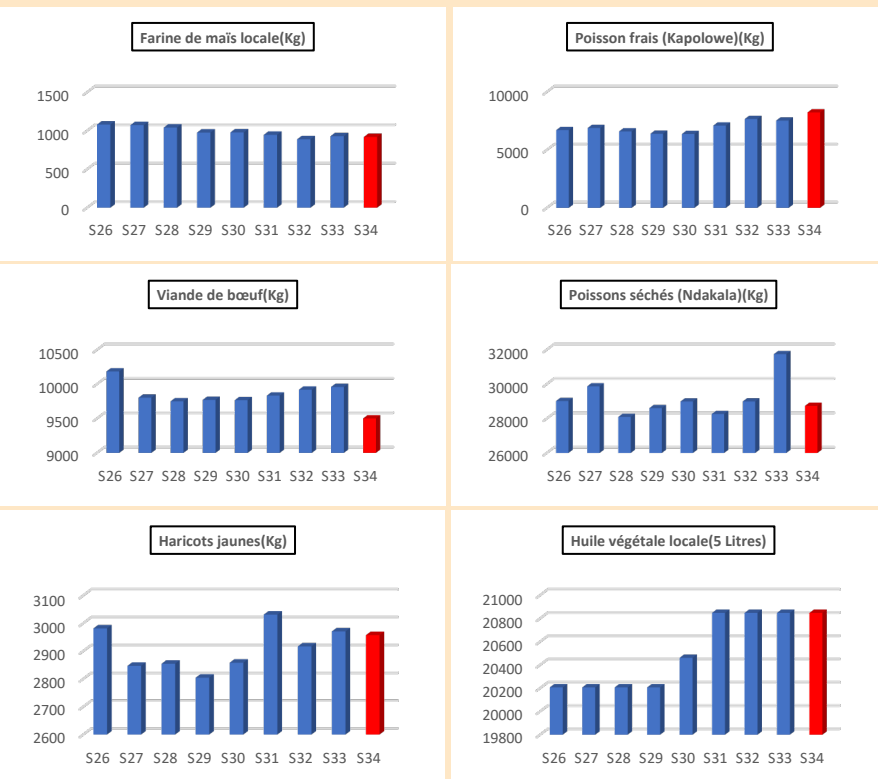 Farine de maïs locale(Kg)
1500
1000
500
0
S26 S27 S28 S29 S30 S31 S32 S33 S34
Poisson frais (Kapolowe)(Kg)
10000
5000
0
S26 S27 S28 S29 S30 S31 S32 S33 S34
Viande de bœuf(Kg)
10500
10000
9500
9000
S26 S27 S28 S29 S30 S31 S32 S33 S34
Poissons séchés (Ndakala)(Kg)
32000
30000
28000
26000
S26 S27 S28 S29 S30 S31 S32 S33 S34
Haricots jaunes(Kg)
3100
3000
2900
2800
2700
2600
S26 S27 S28 S29 S30 S31 S32 S33 S34
Huile végétale locale(5 Litres)
21000
20800
20600
20400
20200
20000
19800
S26 S27 S28 S29 S30 S31 S32 S33 S34